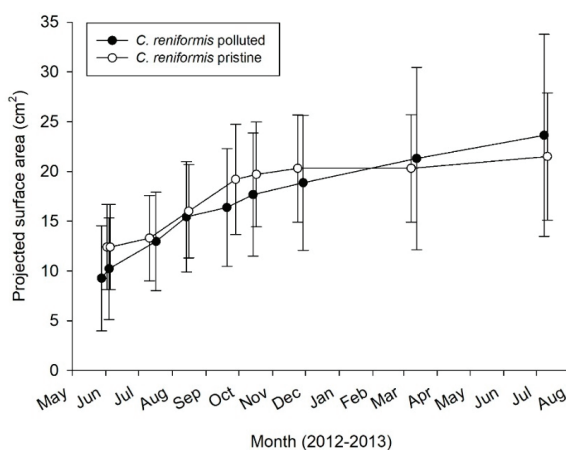 35
C. reniformis polluted
C. reniformis pristine
30
25
20
15
10
5
0
Projected surface area (cm²)
May Jun Jul Aug Sep Oct Nov Dec Jan Feb Mar Apr May Jun Jul Aug
Month (2012-2013)